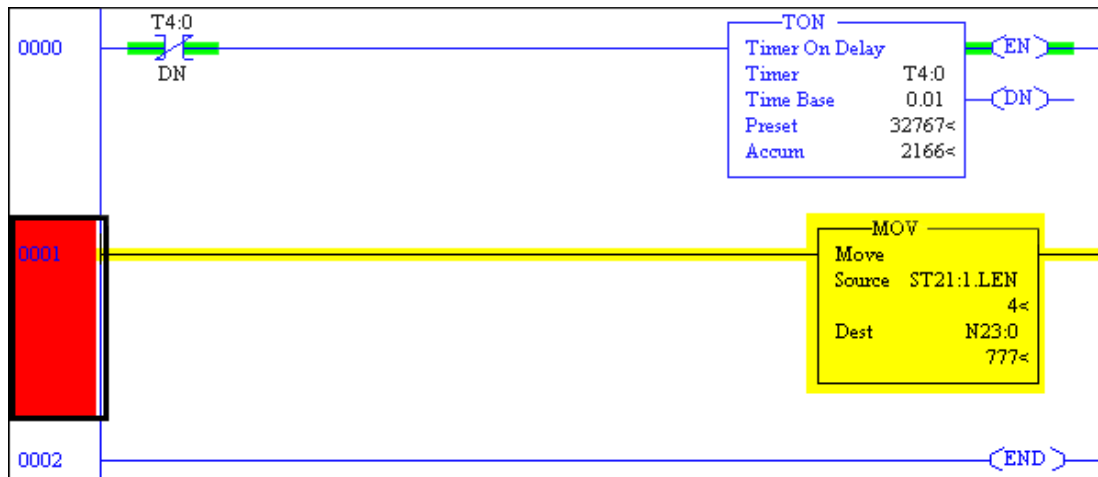 T4:0
TON
0000
Timer On Delay
EN
DN
Timer T4:0
Time Base 0.01
DN
Preset 32767<
Accum 2166<
MOV
0001
Move
Source ST21:1.LEN
4<
Dest N23:0
777<
0002
END